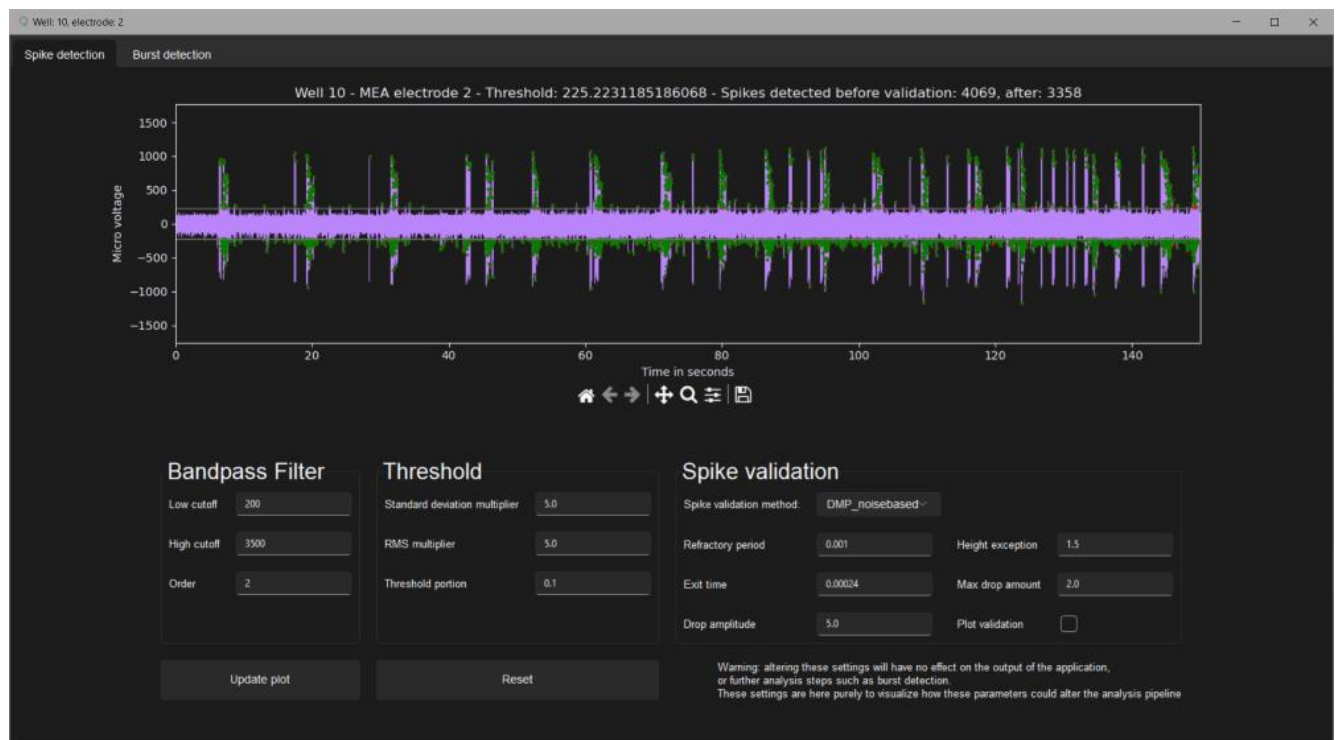 Well: 10, electrode: 2
Spike detection Burst detection
Well 10 - MEA electrode 2 - Threshold: 225.2231185186068 - Spikes detected before validation: 4069, after: 3358
1500
1000
500
0
−500
−1000
−1500
Micro voltage
0 20 40 60 80 100 120 140
Time in seconds
Bandpass Filter Threshold Spike validation
Low cutoff 200 Standard deviation multiplier 5.0 Spike validation method: DMP_noisebased
High cutoff 3500 RMS multiplier 5.0 Refractory period 0.001 Height exception 1.5
Order 2 Threshold portion 0.1 Exit time 0.00024 Max drop amount 2.0
Drop amplitude 5.0 Plot validation
Update plot Reset
Warning: altering these settings will have no effect on the output of the application,
or further analysis steps such as burst detection.
These settings are here purely to visualize how these parameters could alter the analysis pipeline